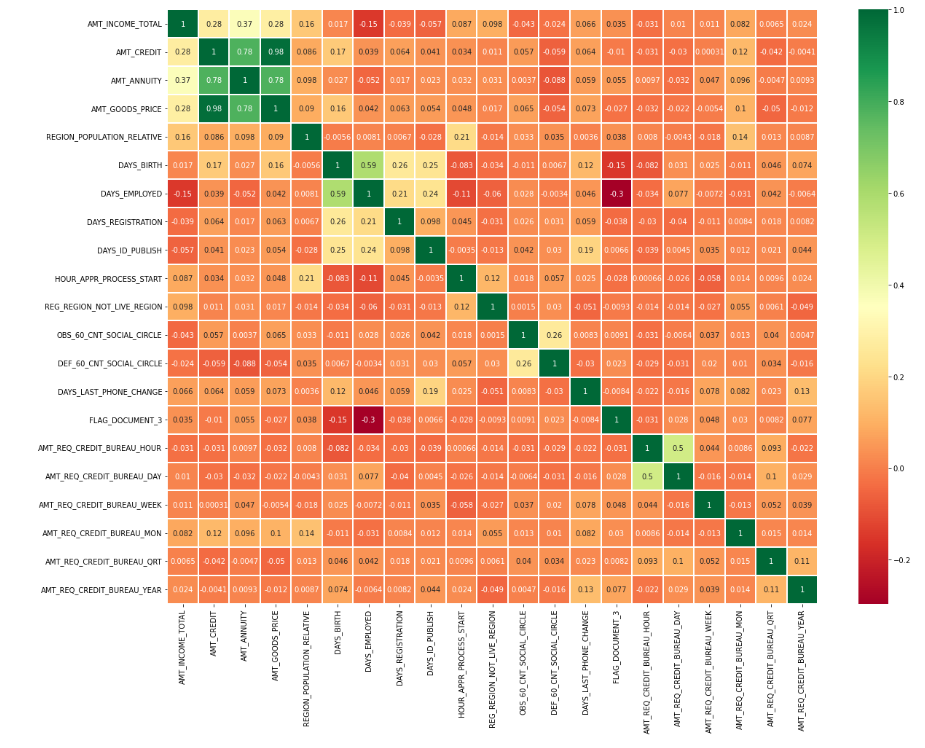 AMT_INCOME_TOTAL 1 0.28 0.37 0.28 0.16 0.017 -0.15 -0.039 -0.057 0.087 0.098 -0.043 -0.024 0.066 0.035 -0.031 0.01 0.011 0.082 0.0065 0.024
AMT_CREDIT 0.28 1 0.78 0.98 0.086 0.17 0.039 0.064 0.041 0.034 0.011 0.057 -0.059 0.064 -0.01 -0.031 -0.03 0.00031 0.12 -0.042 -0.0041
AMT_ANNUITY 0.37 0.78 1 0.78 0.098 0.027 -0.052 0.017 0.023 0.032 0.031 0.0037 -0.088 0.059 0.055 0.0097 -0.032 0.047 0.096 -0.0047 0.0093
AMT_GOODS_PRICE 0.28 0.98 0.78 1 0.09 0.16 0.042 0.063 0.054 0.048 0.017 0.065 -0.054 0.073 -0.027 -0.032 -0.022 -0.0054 0.1 -0.05 -0.012
REGION_POPULATION_RELATIVE 0.16 0.086 0.098 0.09 1 -0.0056 0.0081 0.0067 -0.028 0.21 -0.014 0.033 0.035 0.0036 0.038 0.008 -0.0043 -0.018 0.14 0.013 0.0087
DAYS_BIRTH 0.017 0.17 0.027 0.16 -0.0056 1 0.59 0.26 0.25 -0.083 -0.034 -0.011 0.0067 0.12 -0.15 -0.082 0.031 0.025 -0.011 0.046 0.074
DAYS_EMPLOYED -0.15 0.039 -0.052 0.042 0.0081 0.59 1 0.21 0.24 -0.11 -0.06 0.028 -0.0034 0.046 -0.3 -0.034 0.077 -0.0072 -0.031 0.042 -0.0064
DAYS_REGISTRATION -0.039 0.064 0.017 0.063 0.0067 0.26 0.21 1 0.098 0.045 -0.031 0.026 0.031 0.059 -0.038 -0.03 -0.04 -0.011 0.0084 0.018 0.0082
DAYS_ID_PUBLISH -0.057 0.041 0.023 0.054 -0.028 0.25 0.24 0.098 1 -0.0035 -0.013 0.042 0.03 0.19 0.0066 -0.039 0.0045 0.035 0.012 0.021 0.044
HOUR_APPR_PROCESS_START 0.087 0.034 0.032 0.048 0.21 -0.083 -0.11 0.045 -0.0035 1 0.12 0.018 0.057 0.025 -0.028 0.00066 -0.026 -0.058 0.014 0.0096 0.024
REG_REGION_NOT_LIVE_REGION 0.098 0.011 0.031 0.017 -0.014 -0.034 -0.06 -0.031 -0.013 0.12 1 0.0015 0.03 -0.051 -0.0093 -0.014 -0.014 -0.027 0.055 0.0061 -0.049
OBS_60_CNT_SOCIAL_CIRCLE -0.043 0.057 0.0037 0.065 0.033 -0.011 0.028 0.026 0.042 0.018 0.0015 1 0.26 0.0083 0.0091 -0.031 -0.0064 0.037 0.013 0.04 0.0047
DEF_60_CNT_SOCIAL_CIRCLE -0.024 -0.059 -0.088 -0.054 0.035 0.0067 -0.0034 0.031 0.03 0.057 0.03 0.26 1 -0.03 0.023 -0.029 -0.031 0.02 0.01 0.034 -0.016
DAYS_LAST_PHONE_CHANGE 0.066 0.064 0.059 0.073 0.0036 0.12 0.046 0.059 0.19 0.025 -0.051 0.0083 -0.03 1 -0.0084 -0.022 -0.016 0.078 0.082 0.023 0.13
FLAG_DOCUMENT_3 0.035 -0.01 0.055 -0.027 0.038 -0.15 -0.3 -0.038 0.0066 -0.028 -0.0093 0.0091 0.023 -0.0084 1 -0.031 0.028 0.048 0.03 0.0082 0.077
AMT_REQ_CREDIT_BUREAU_HOUR -0.031 -0.031 0.0097 -0.032 0.008 -0.082 -0.034 -0.03 -0.039 0.00066 -0.014 -0.031 -0.029 -0.022 -0.031 1 0.5 0.044 0.0086 0.093 -0.022
AMT_REQ_CREDIT_BUREAU_DAY 0.01 -0.03 -0.032 -0.022 -0.0043 0.031 0.077 -0.04 0.0045 -0.026 -0.014 -0.0064 -0.031 -0.016 0.028 0.5 1 -0.016 -0.014 0.1 0.029
AMT_REQ_CREDIT_BUREAU_WEEK 0.011 0.00031 0.047 -0.0054 -0.018 0.025 -0.0072 -0.011 0.035 -0.058 -0.027 0.037 0.02 0.078 0.048 0.044 -0.016 1 -0.013 0.052 0.039
AMT_REQ_CREDIT_BUREAU_MON 0.082 0.12 0.096 0.1 0.14 -0.011 -0.031 0.0084 0.012 0.014 0.055 0.013 0.01 0.082 0.03 0.0086 -0.014 -0.013 1 0.015 0.014
AMT_REQ_CREDIT_BUREAU_QRT 0.0065 -0.042 -0.0047 -0.05 0.013 0.046 0.042 0.018 0.021 0.0096 0.0061 0.04 0.034 0.023 0.0082 0.093 0.1 0.052 0.015 1 0.11
AMT_REQ_CREDIT_BUREAU_YEAR 0.024 -0.0041 0.0093 -0.012 0.0087 0.074 -0.0064 0.0082 0.044 0.024 -0.049 0.0047 -0.016 0.13 0.077 -0.022 0.029 0.039 0.014 0.11 1
AMT_INCOME_TOTAL
AMT_CREDIT
AMT_ANNUITY
AMT_GOODS_PRICE
REGION_POPULATION_RELATIVE
DAYS_BIRTH
DAYS_EMPLOYED
DAYS_REGISTRATION
DAYS_ID_PUBLISH
HOUR_APPR_PROCESS_START
REG_REGION_NOT_LIVE_REGION
OBS_60_CNT_SOCIAL_CIRCLE
DEF_60_CNT_SOCIAL_CIRCLE
DAYS_LAST_PHONE_CHANGE
FLAG_DOCUMENT_3
AMT_REQ_CREDIT_BUREAU_HOUR
AMT_REQ_CREDIT_BUREAU_DAY
AMT_REQ_CREDIT_BUREAU_WEEK
AMT_REQ_CREDIT_BUREAU_MON
AMT_REQ_CREDIT_BUREAU_QRT
AMT_REQ_CREDIT_BUREAU_YEAR
1.0
0.8
0.6
0.4
0.2
0.0
−0.2